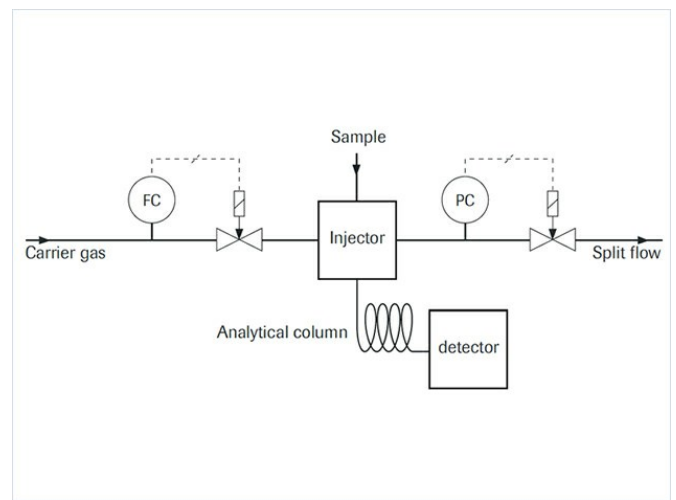 Sample
FC
PC
Injector
Carrier gas
Split flow
Analytical column
detector